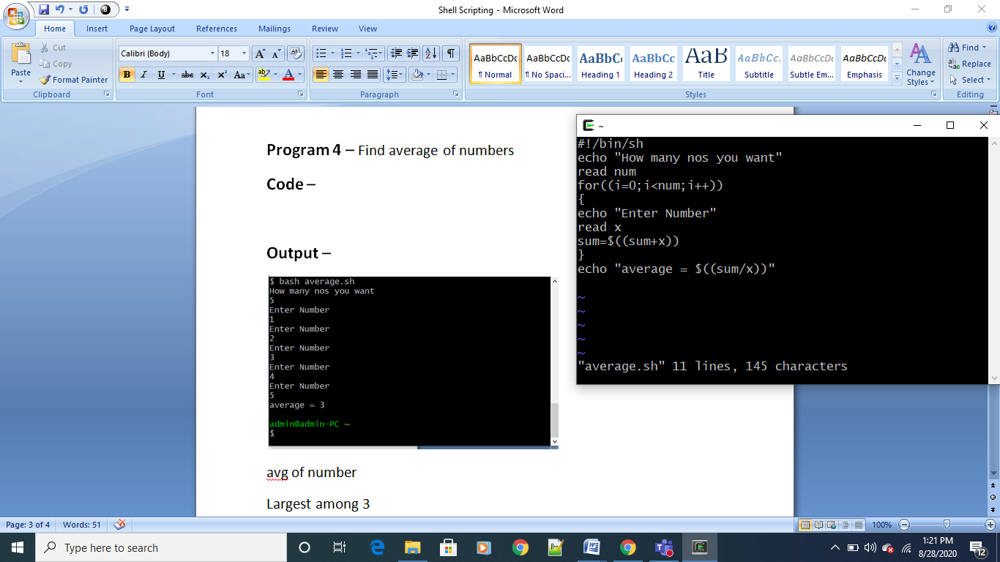 Shell Scripting - Microsoft Word
Home Insert Page Layout References Mailings Review View
Paste
Cut
Copy
Format Painter
Clipboard
Calibri (Body) 18
B I U abc x₂ x² Aa
Font
Paragraph
AaBbCcDc AaBbCcDc AaBbC AaBbCc AaB AaBbCc. AaBbCcDc AaBbCcDc
¶ Normal ¶ No Spaci... Heading 1 Heading 2 Title Subtitle Subtle Em... Emphasis
Change Styles
Styles
Find
Replace
Select
Editing
Program 4 – Find average of numbers
Code –
Output –
$ bash average.sh
How many nos you want
5
Enter Number
1
Enter Number
2
Enter Number
3
Enter Number
4
Enter Number
5
average = 3
admin@admin-PC ~
$
avg of number
Largest among 3
~
#!/bin/sh
echo "How many nos you want"
read num
for((i=0;i<num;i++))
{
echo "Enter Number"
read x
sum=$((sum+x))
}
echo "average = $((sum/x))"
~
~
~
~
~
"average.sh" 11 lines, 145 characters
Page: 3 of 4 Words: 51 100%
Type here to search
1:21 PM
8/28/2020
12